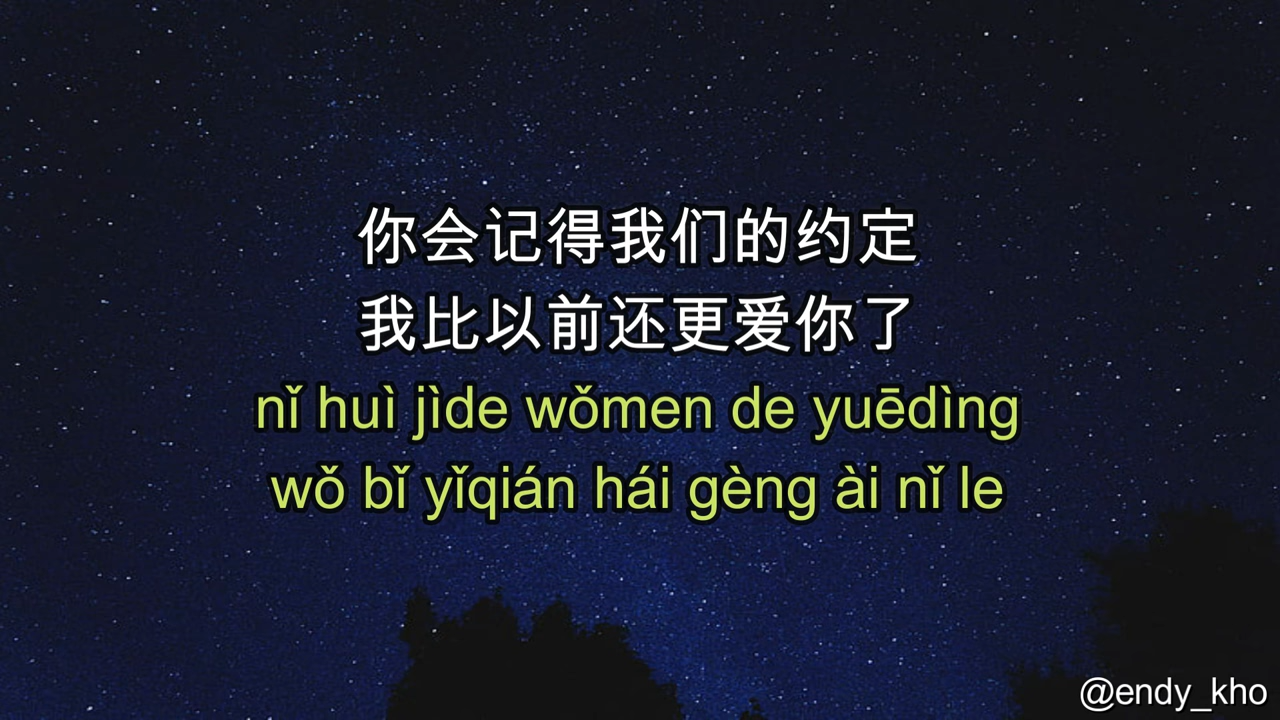 你会记得我们的约定
我比以前还更爱你了
nǐ huì jìde wǒmen de yuēdìng
wǒ bǐ yǐqián hái gèng ài nǐ le
@endy_kho